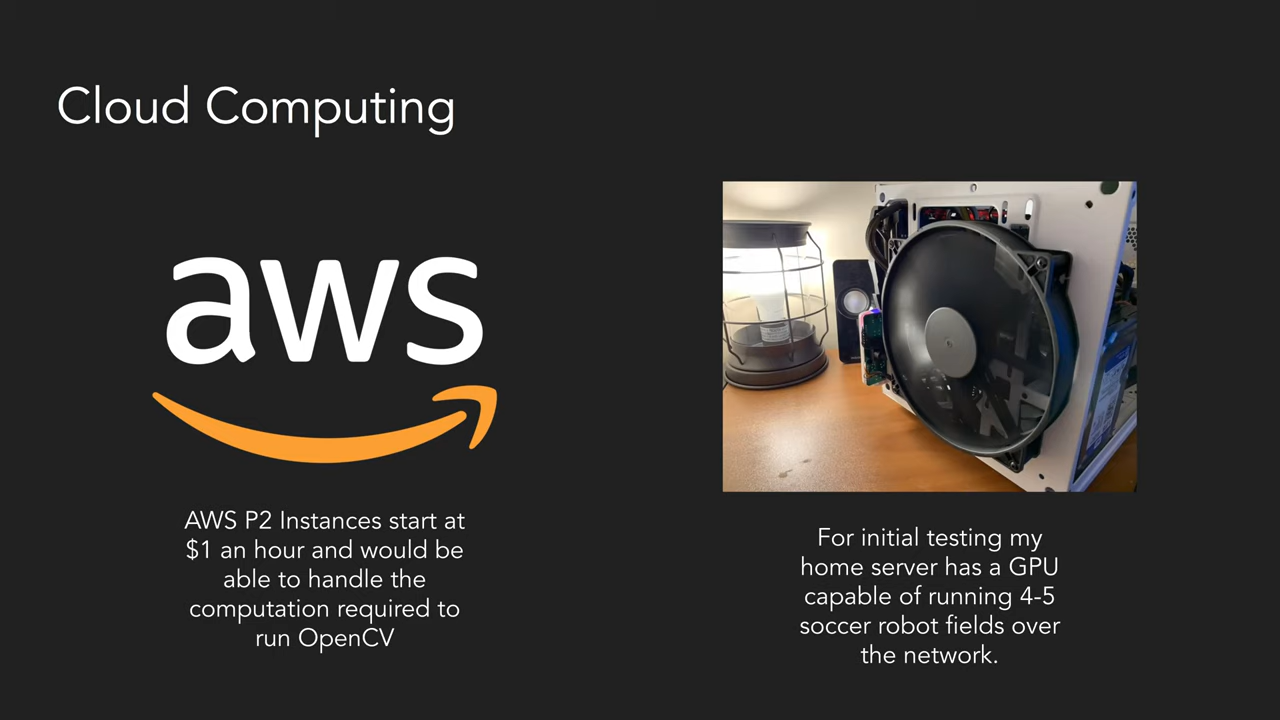 Cloud Computing
aws
AWS P2 Instances start at
$1 an hour and would be
able to handle the
computation required to
run OpenCV
For initial testing my
home server has a GPU
capable of running 4-5
soccer robot fields over
the network.